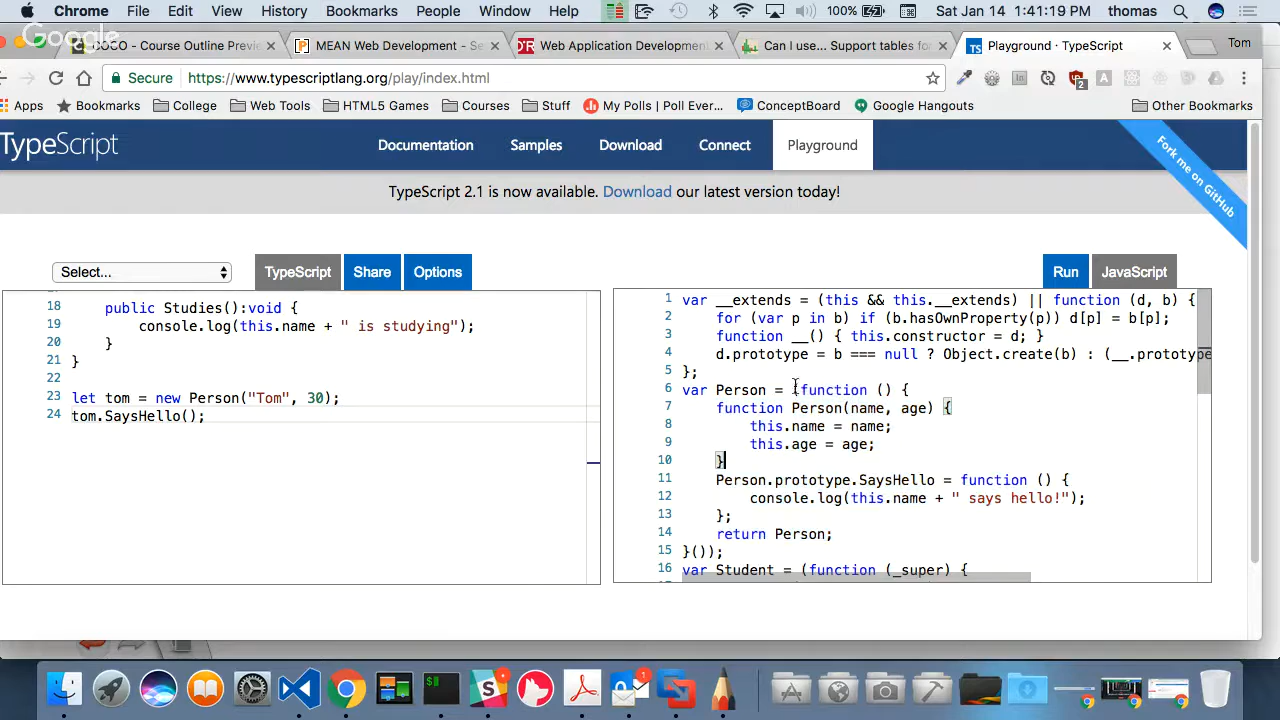 Chrome File Edit View History Bookmarks People Window Help 100% Sat Jan 14 1:41:19 PM thomas
Google
BOCO - Course Outline Previe MEAN Web Development - Se Web Application Development Can I use... Support tables for Playground · TypeScript Tom
Secure https://www.typescriptlang.org/play/index.html
Apps Bookmarks College Web Tools HTML5 Games Courses Stuff My Polls | Poll Eve... ConceptBoard Google Hangouts Other Bookmarks
TypeScript Documentation Samples Download Connect Playground
Fork me on GitHub
TypeScript 2.1 is now available. Download our latest version today!
Select... TypeScript Share Options Run JavaScript
18 public Studies():void {
19 console.log(this.name + " is studying");
20 }
21 }
22
23 let tom = new Person("Tom", 30);
24 tom.SaysHello();
1 var __extends = (this && this.__extends) || function (d, b) {
2 for (var p in b) if (b.hasOwnProperty(p)) d[p] = b[p];
3 function __() { this.constructor = d; }
4 d.prototype = b === null ? Object.create(b) : (__.prototype
5 };
6 var Person = (function () {
7 function Person(name, age) {
8 this.name = name;
9 this.age = age;
10 }
11 Person.prototype.SaysHello = function () {
12 console.log(this.name + " says hello!");
13 };
14 return Person;
15 }());
16 var Student = (function (_super) {